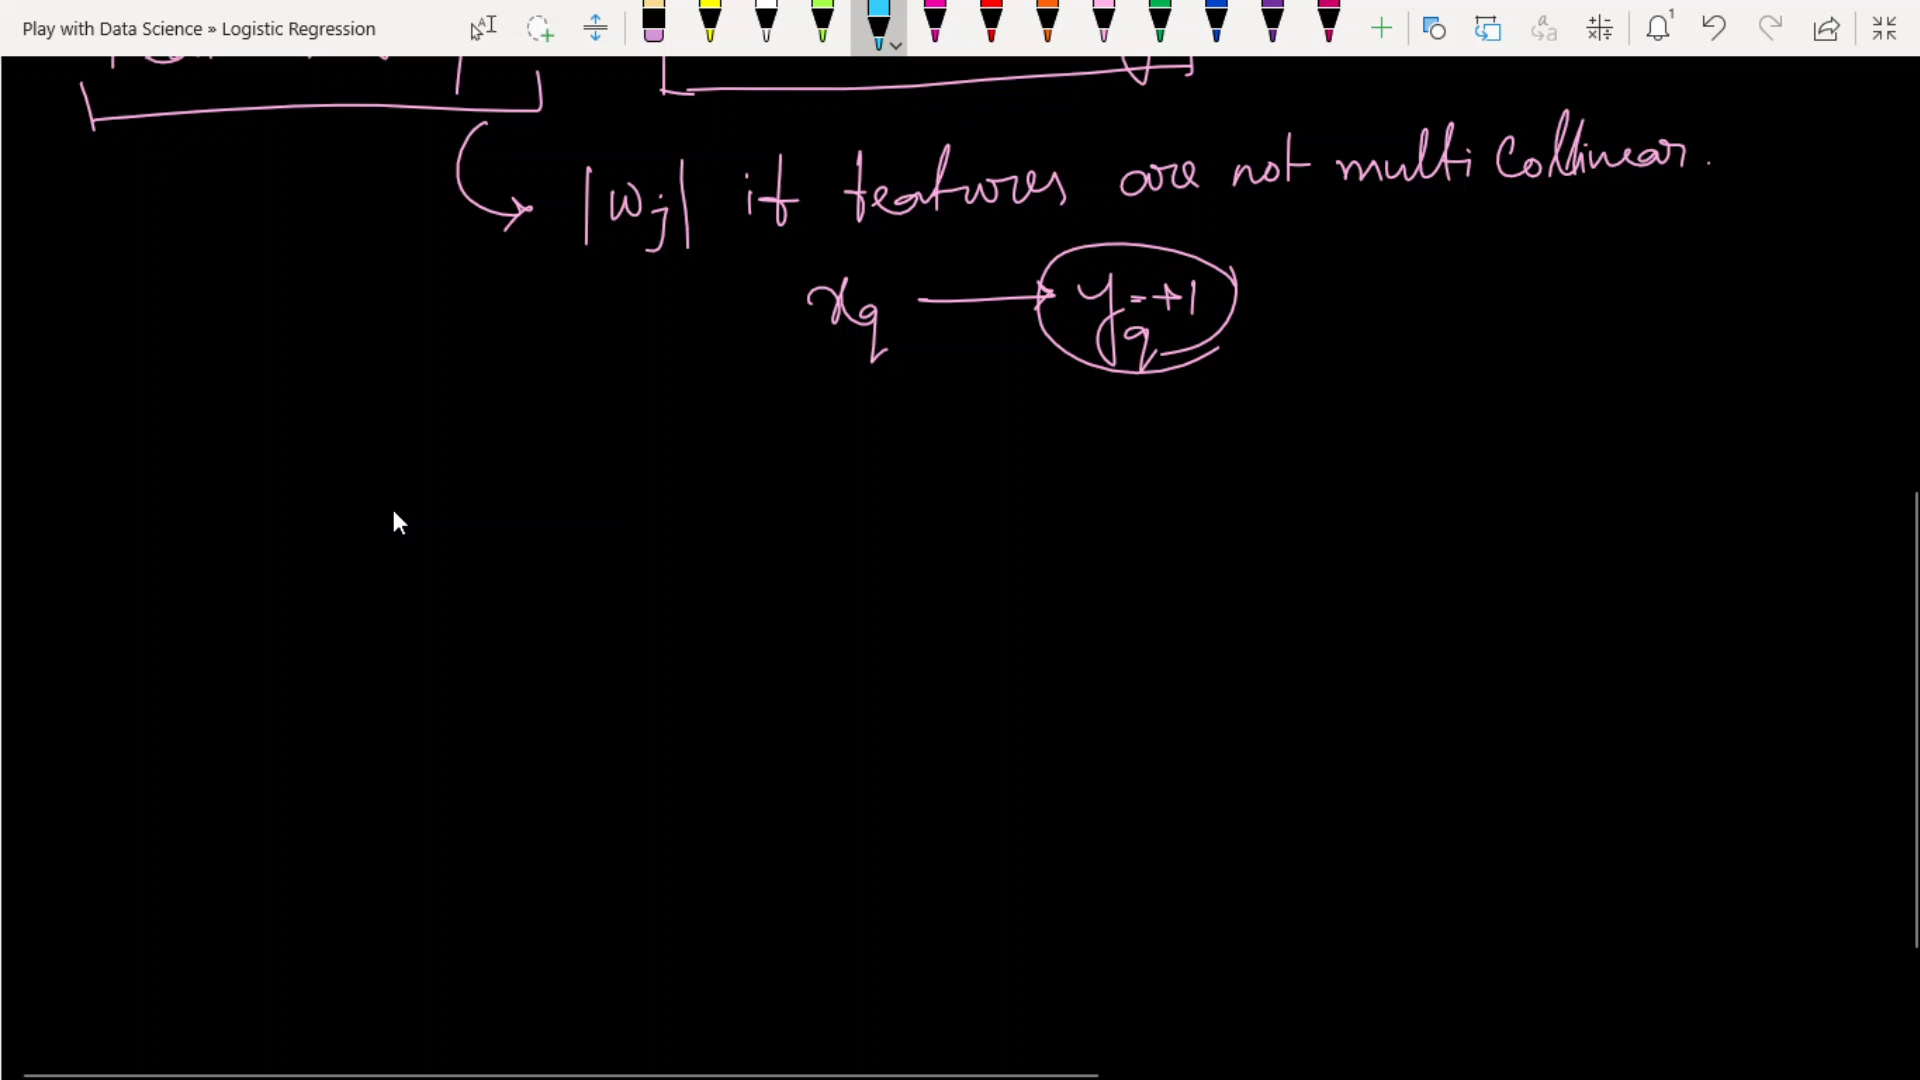 Play with Data Science » Logistic Regression
|wj| if features are not multi Collinear.
xq → yq = +1